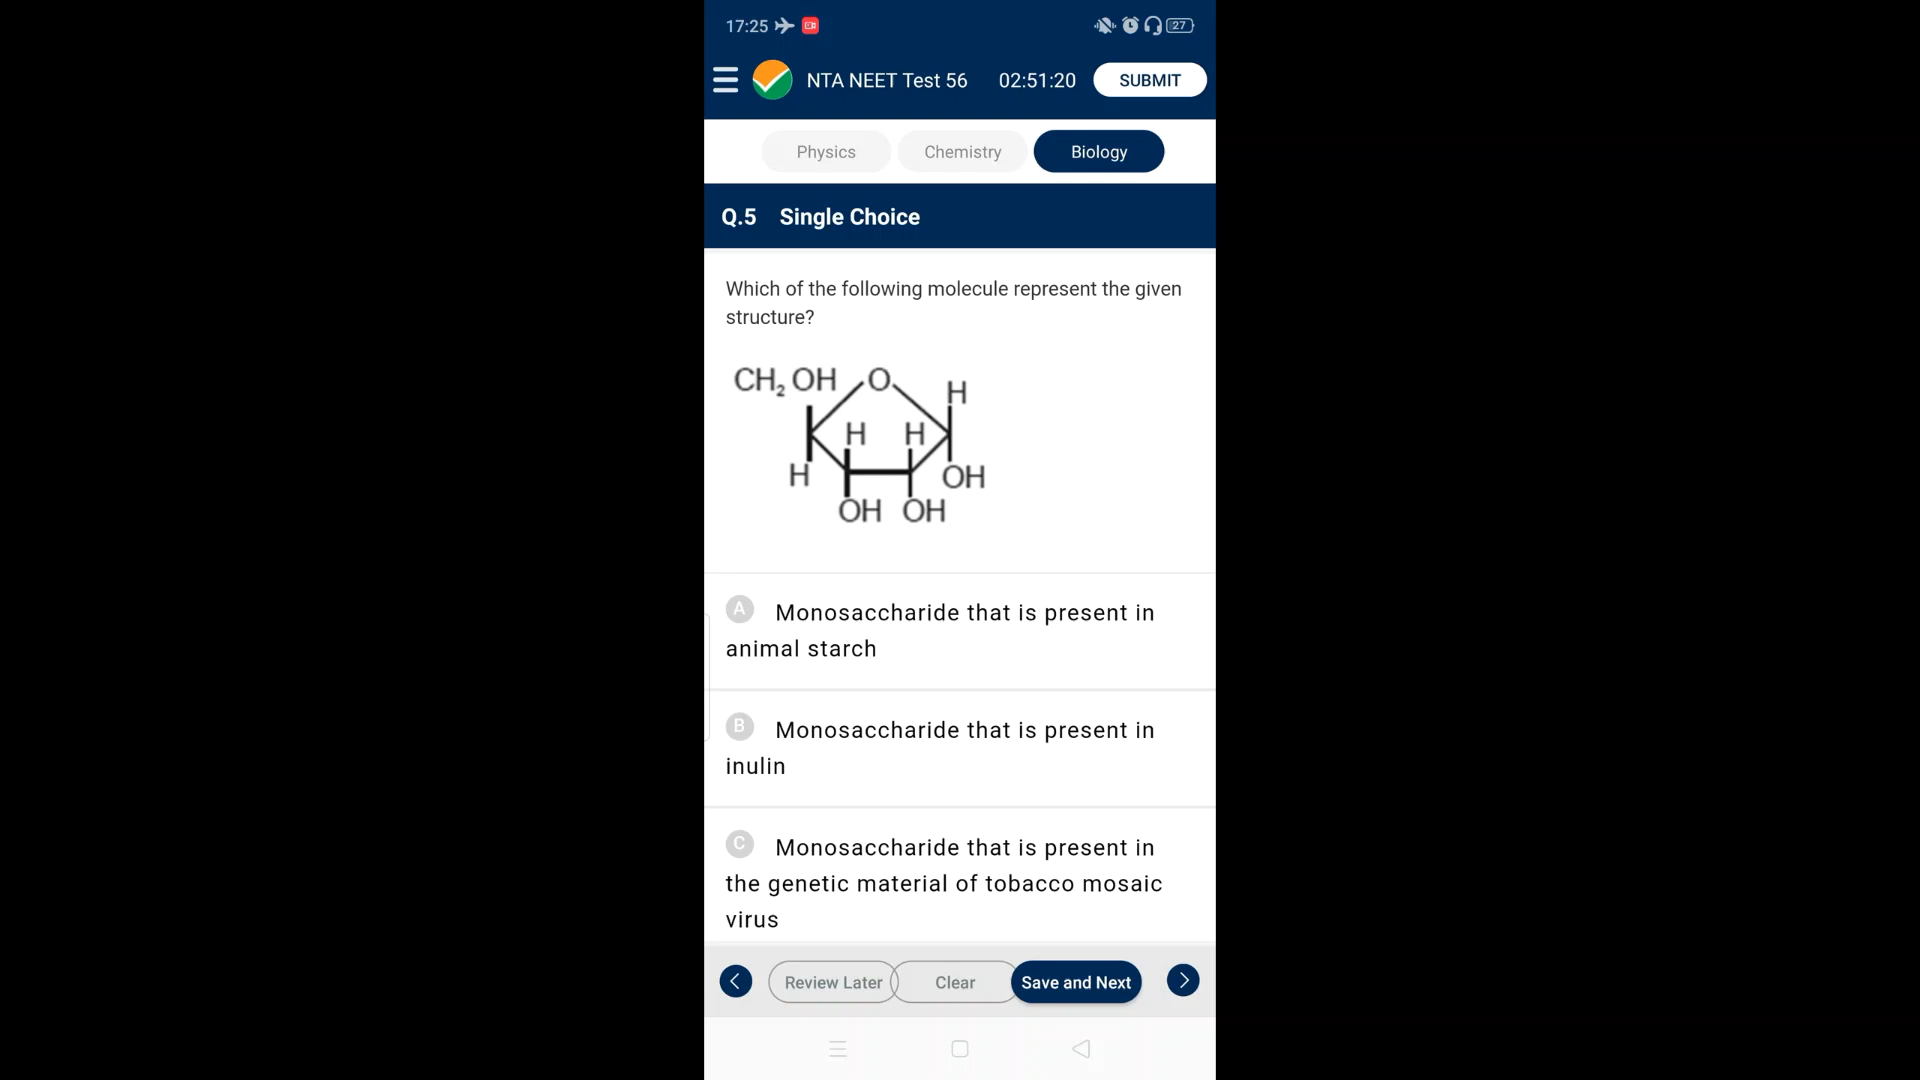 17:25
27
NTA NEET Test 56 02:51:20 SUBMIT
Physics Chemistry Biology
Q.5 Single Choice
Which of the following molecule represent the given
structure?
CH₂ OH O H
H H
H OH
OH OH
A Monosaccharide that is present in
animal starch
B Monosaccharide that is present in
inulin
C Monosaccharide that is present in
the genetic material of tobacco mosaic
virus
Review Later Clear Save and Next